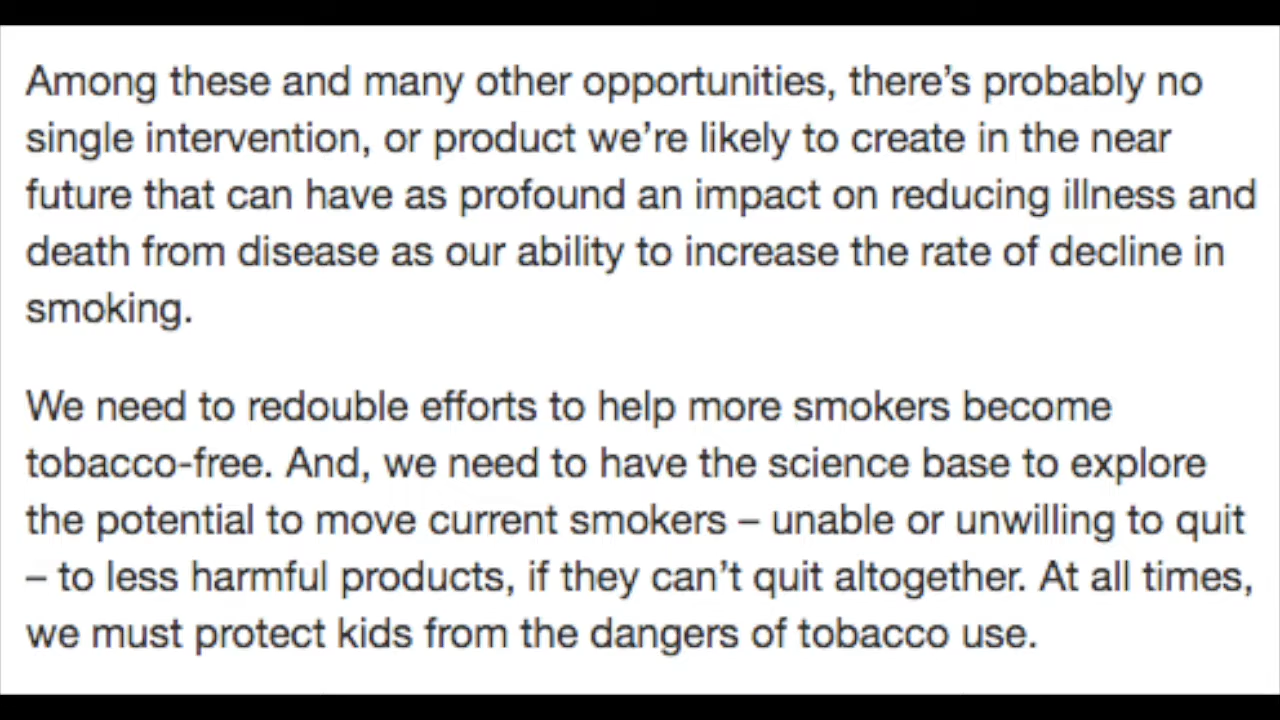 Among these and many other opportunities, there’s probably no
single intervention, or product we’re likely to create in the near
future that can have as profound an impact on reducing illness and
death from disease as our ability to increase the rate of decline in
smoking.
We need to redouble efforts to help more smokers become
tobacco-free. And, we need to have the science base to explore
the potential to move current smokers – unable or unwilling to quit
– to less harmful products, if they can’t quit altogether. At all times,
we must protect kids from the dangers of tobacco use.